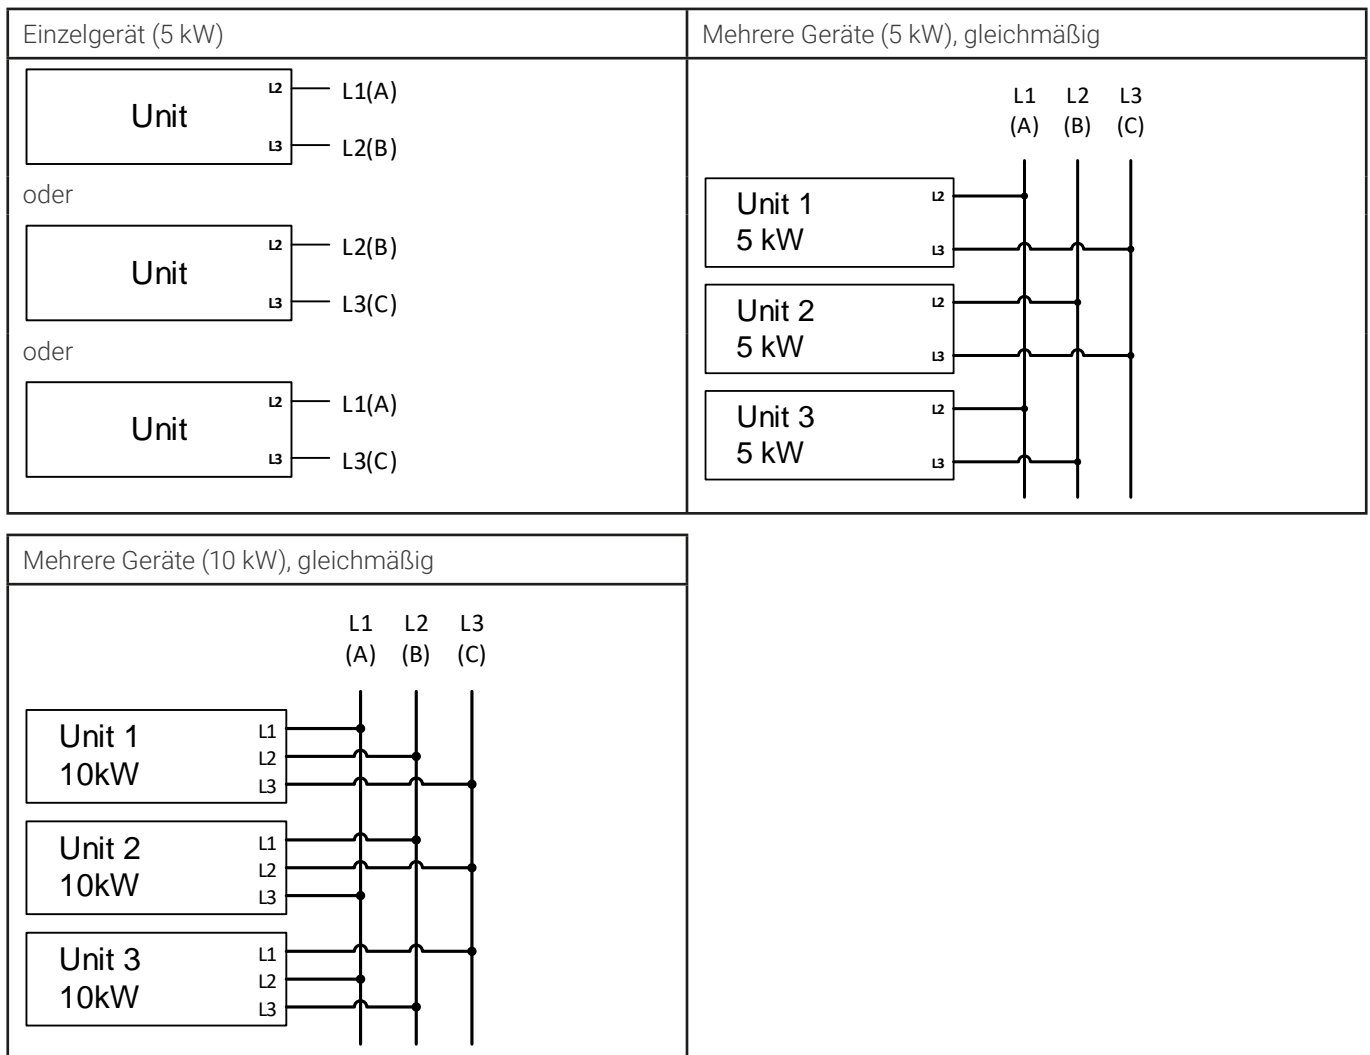 Einzelgerät (5 kW)
Unit
L2
L1(A)
L3
L2(B)
oder
Unit
L2
L2(B)
L3
L3(C)
oder
Unit
L2
L1(A)
L3
L3(C)
Mehrere Geräte (5 kW), gleichmäßig
L1 L2 L3
(A) (B) (C)
Unit 1
5 kW
L2
L3
Unit 2
5 kW
L2
L3
Unit 3
5 kW
L2
L3
Mehrere Geräte (10 kW), gleichmäßig
L1 L2 L3
(A) (B) (C)
Unit 1
10kW
L1
L2
L3
Unit 2
10kW
L1
L2
L3
Unit 3
10kW
L1
L2
L3